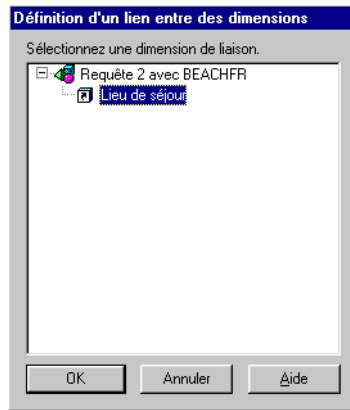 Définition d'un lien entre des dimensions
Sélectionnez une dimension de liaison.
Requête 2 avec BEACHFR
Lieu de séjour
OK Annuler Aide